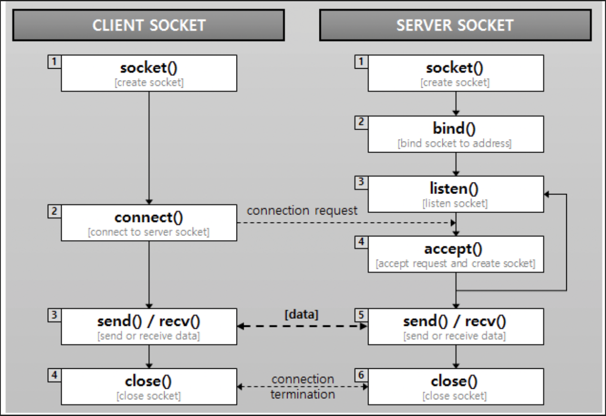 CLIENT SOCKET
SERVER SOCKET
1
socket()
[create socket]
1
socket()
[create socket]
2
bind()
[bind socket to address]
3
listen()
[listen socket]
2
connect()
[connect to server socket]
connection request
4
accept()
[accept request and create socket]
3
send() / recv()
[send or receive data]
[data]
5
send() / recv()
[send or receive data]
4
close()
[close socket]
connection
termination
6
close()
[close socket]